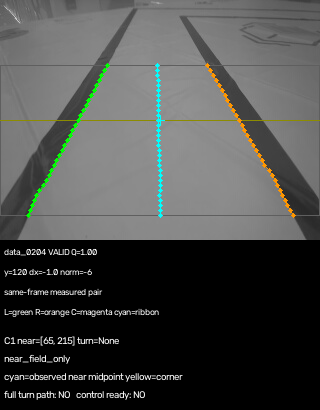 data_0204 VALID Q=1.00
y=120 dx=-1.0 norm=-6
same-frame measured pair
L=green R=orange C=magenta cyan=ribbon
C1 near=[65, 215] turn=None
near_field_only
cyan=observed near midpoint yellow=corner
full turn path: NO control ready: NO